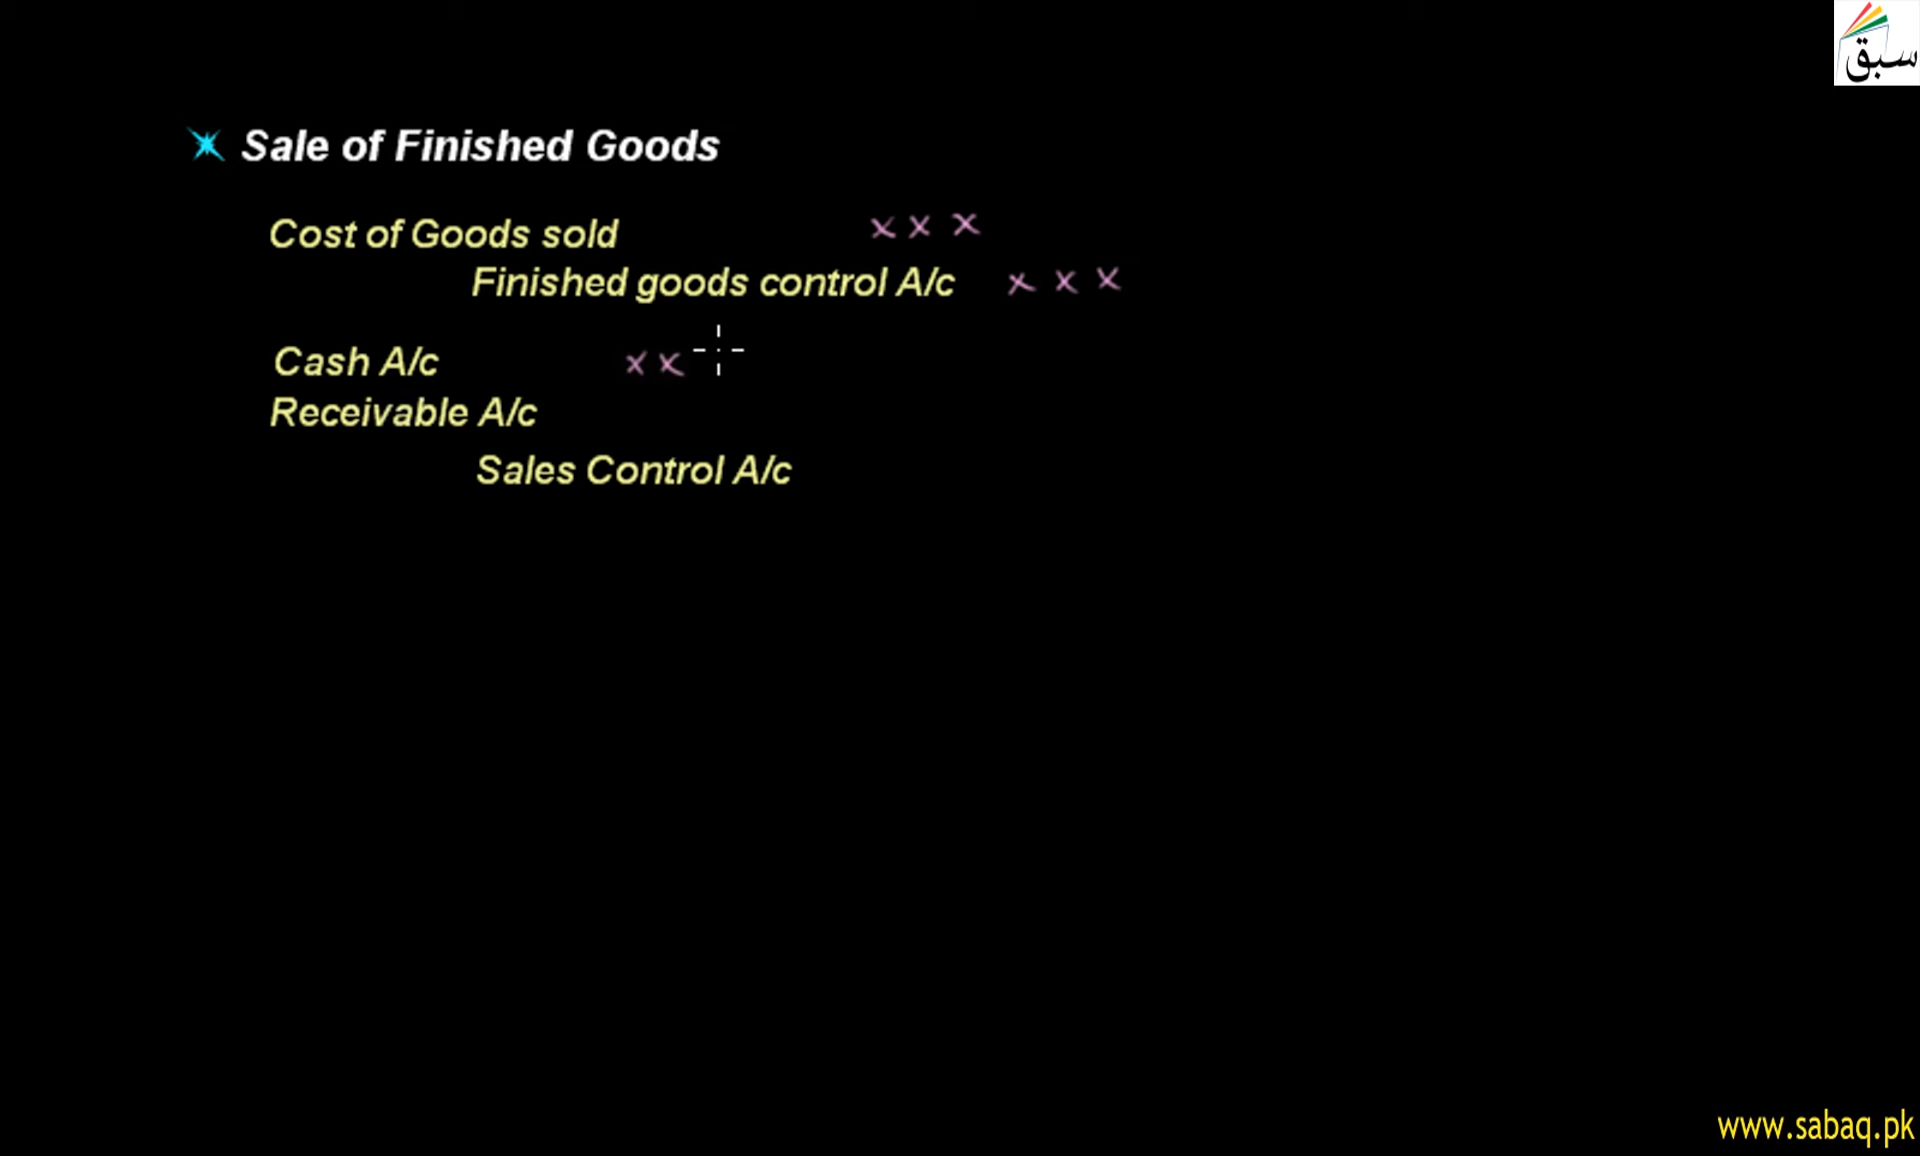 سبق
Sale of Finished Goods
Cost of Goods sold x x x
Finished goods control A/c x x x
Cash A/c x x
Receivable A/c
Sales Control A/c
www.sabaq.pk